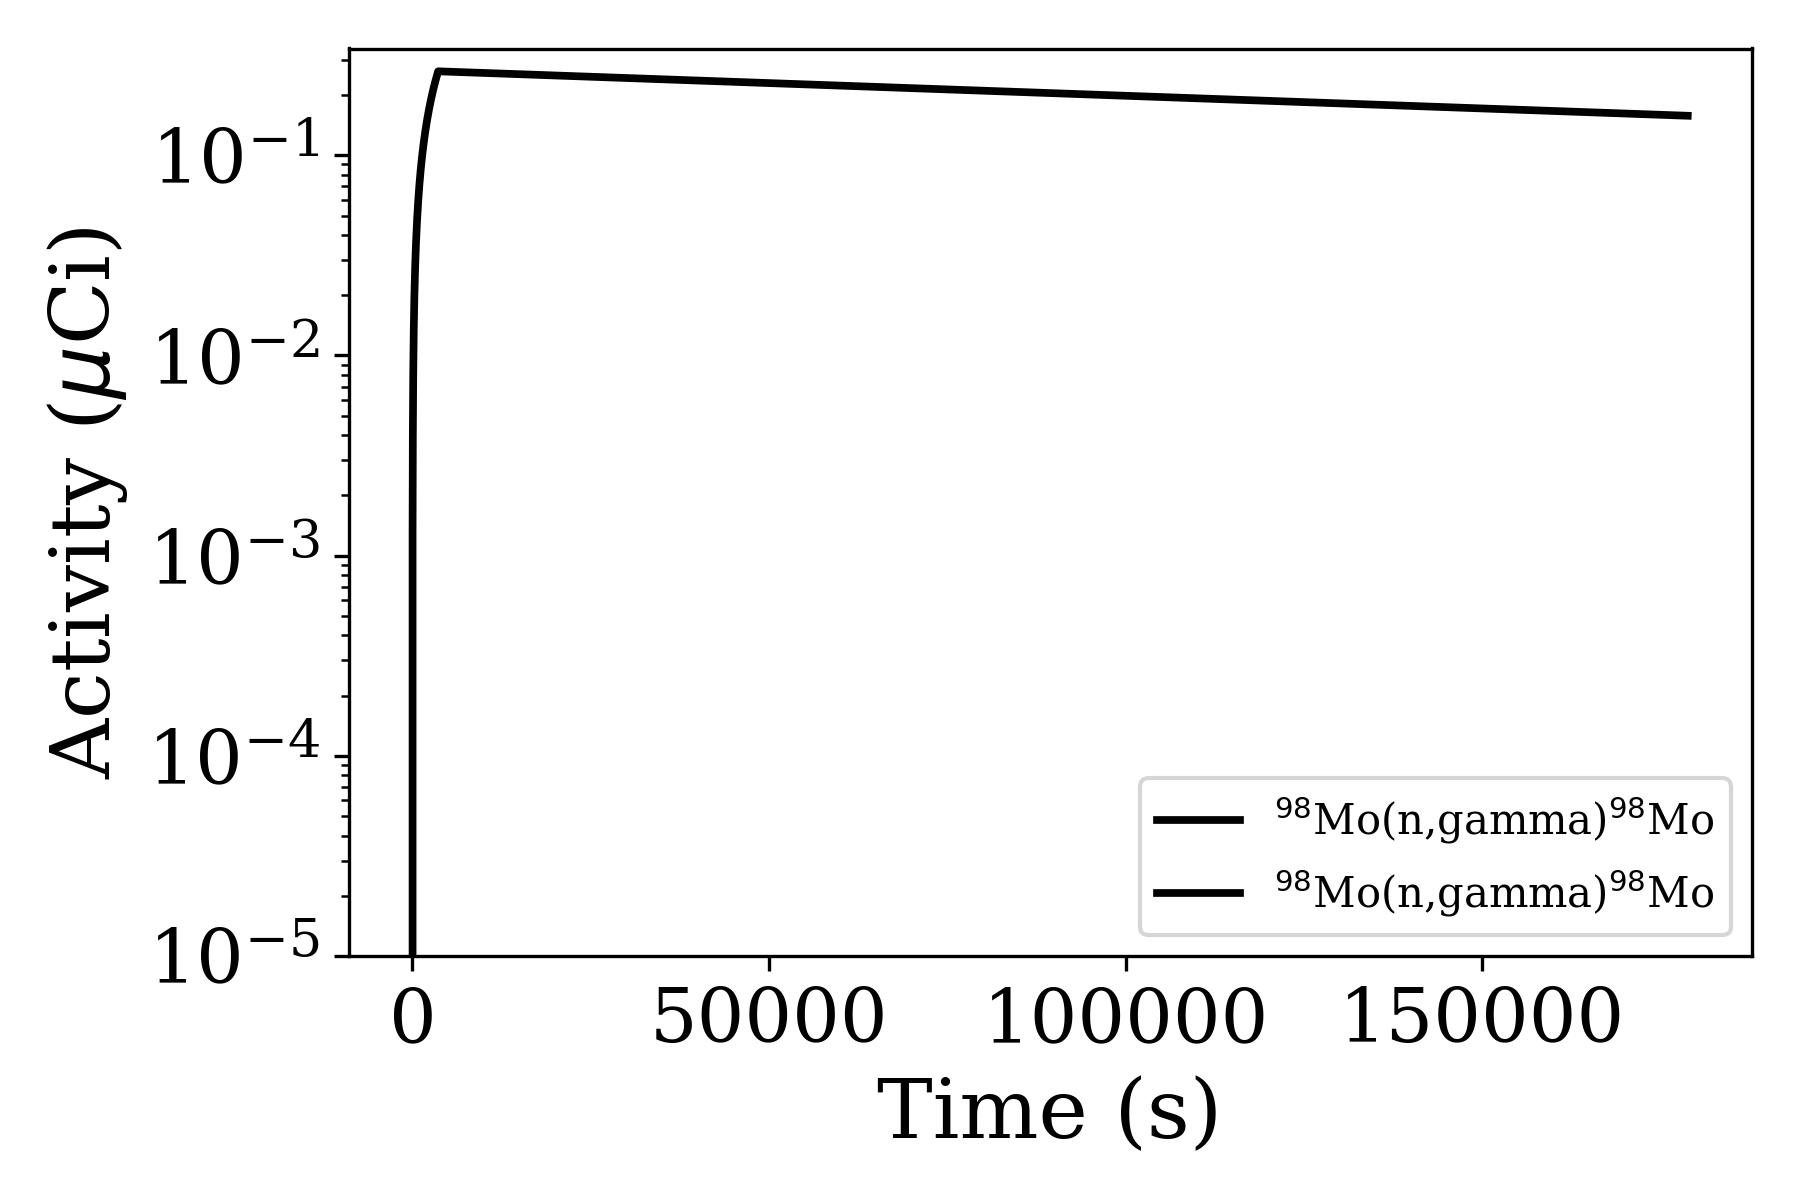 Activity (μCi)
10⁻¹
10⁻²
10⁻³
10⁻⁴
10⁻⁵
⁹⁸Mo(n,gamma)⁹⁸Mo
⁹⁸Mo(n,gamma)⁹⁸Mo
0 50000 100000 150000
Time (s)